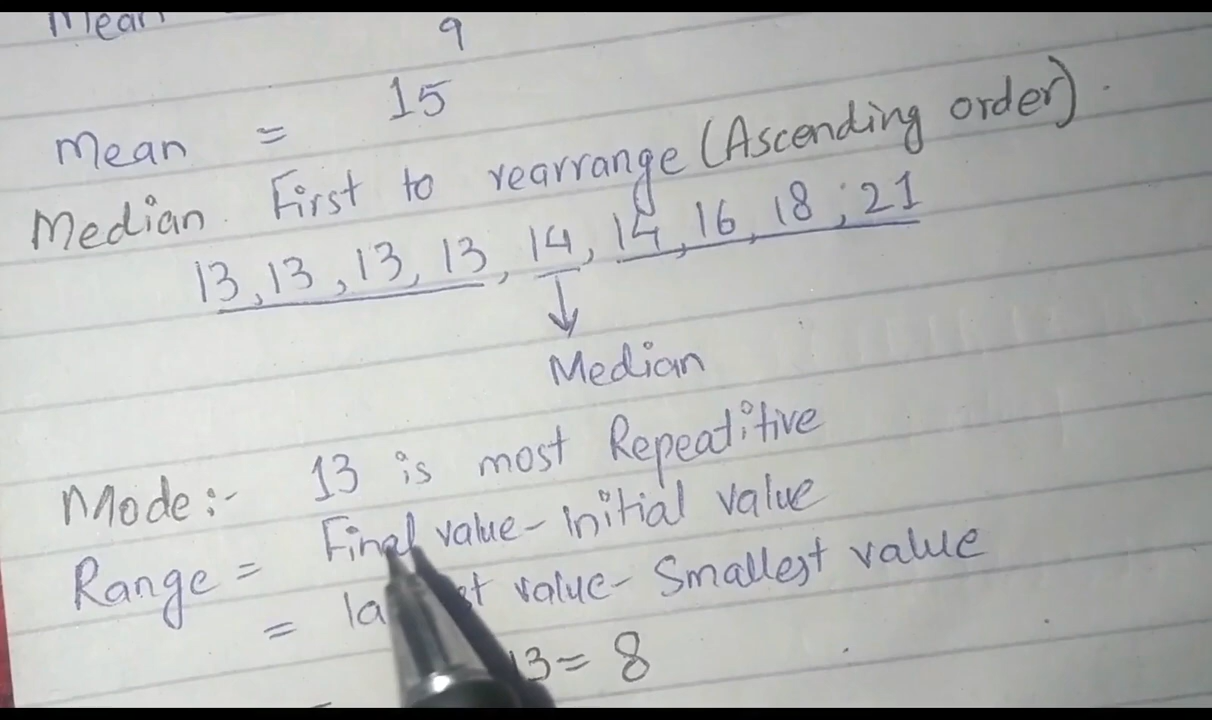 Mean
9
Mean = 15
Median. First to rearrange (Ascending order).
13, 13, 13, 13, 14, 14, 16, 18, 21
Median
Mode:- 13 is most Repeatitive
Range = Final value - initial value
= value - Smallest value
13 = 8